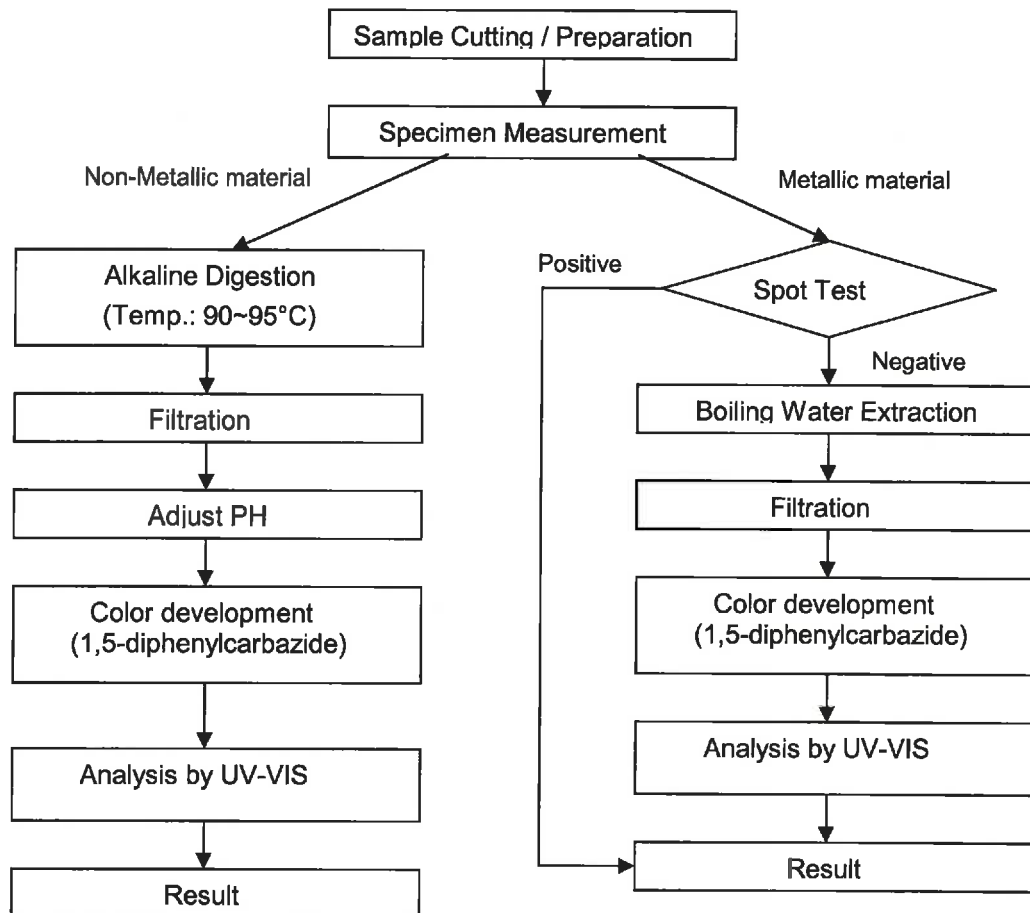 Sample Cutting / Preparation
Specimen Measurement
Non-Metallic material
Metallic material
Alkaline Digestion
(Temp.: 90~95°C)
Filtration
Adjust PH
Color development
(1,5-diphenylcarbazide)
Analysis by UV-VIS
Result
Positive
Spot Test
Negative
Boiling Water Extraction
Filtration
Color development
(1,5-diphenylcarbazide)
Analysis by UV-VIS
Result